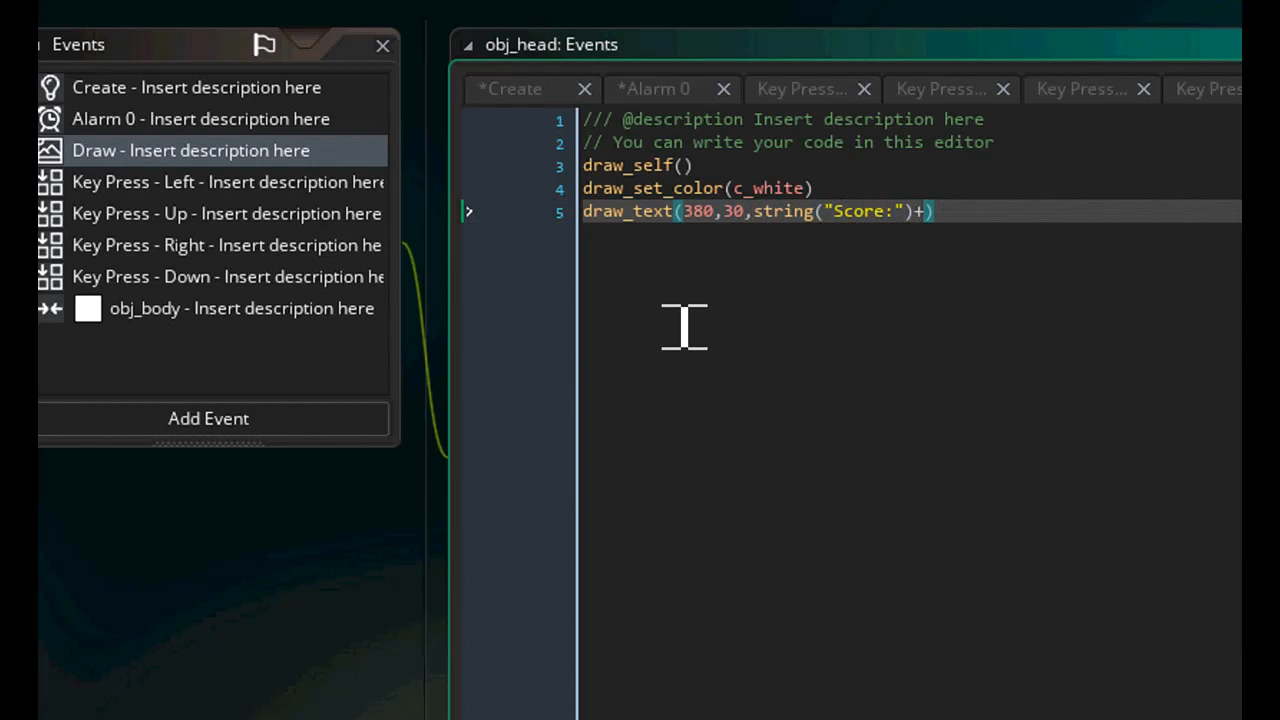 Events
Create - Insert description here
Alarm 0 - Insert description here
Draw - Insert description here
Key Press - Left - Insert description here
Key Press - Up - Insert description here
Key Press - Right - Insert description he
Key Press - Down - Insert description he
obj_body - Insert description here
Add Event
obj_head: Events
*Create
*Alarm 0
Key Press...
Key Press...
Key Press...
Key Pres
1 /// @description Insert description here
2 // You can write your code in this editor
3 draw_self()
4 draw_set_color(c_white)
5 draw_text(380,30,string("Score:")+)